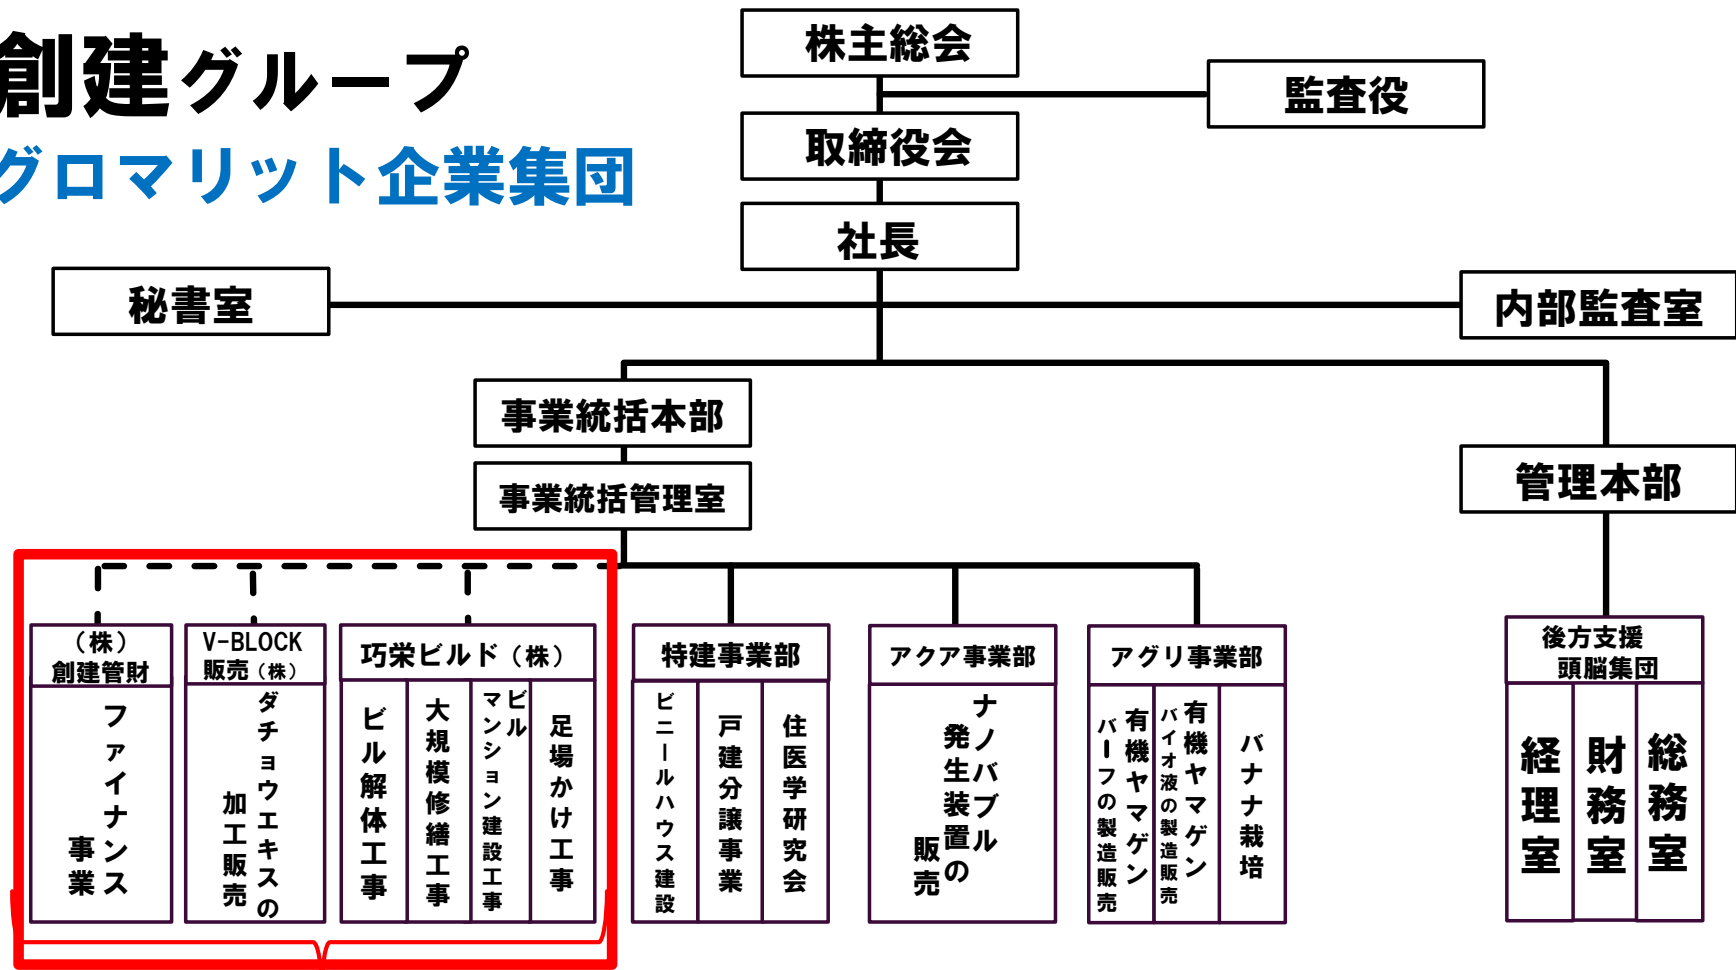 創建グループ
グロマリット企業集団
株主総会
監査役
取締役会
社長
秘書室
内部監査室
事業統括本部
事業統括管理室
管理本部
（株）
創建管財
ファイナンス
事業
V-BLOCK
販売（株）
ダチョウエキスの
加工販売
巧栄ビルド（株）
ビル解体工事
大規模修繕工事
ビル
マンション建設工事
足場かけ工事
特建事業部
ビニールハウス建設
戸建分譲事業
住医学研究会
アクア事業部
ナノバブル
発生装置の
販売
アグリ事業部
有機ヤマゲン
バーフの製造販売
有機ヤマゲン
バイオ液の製造販売
バナナ栽培
後方支援
頭脳集団
経理室
財務室
総務室